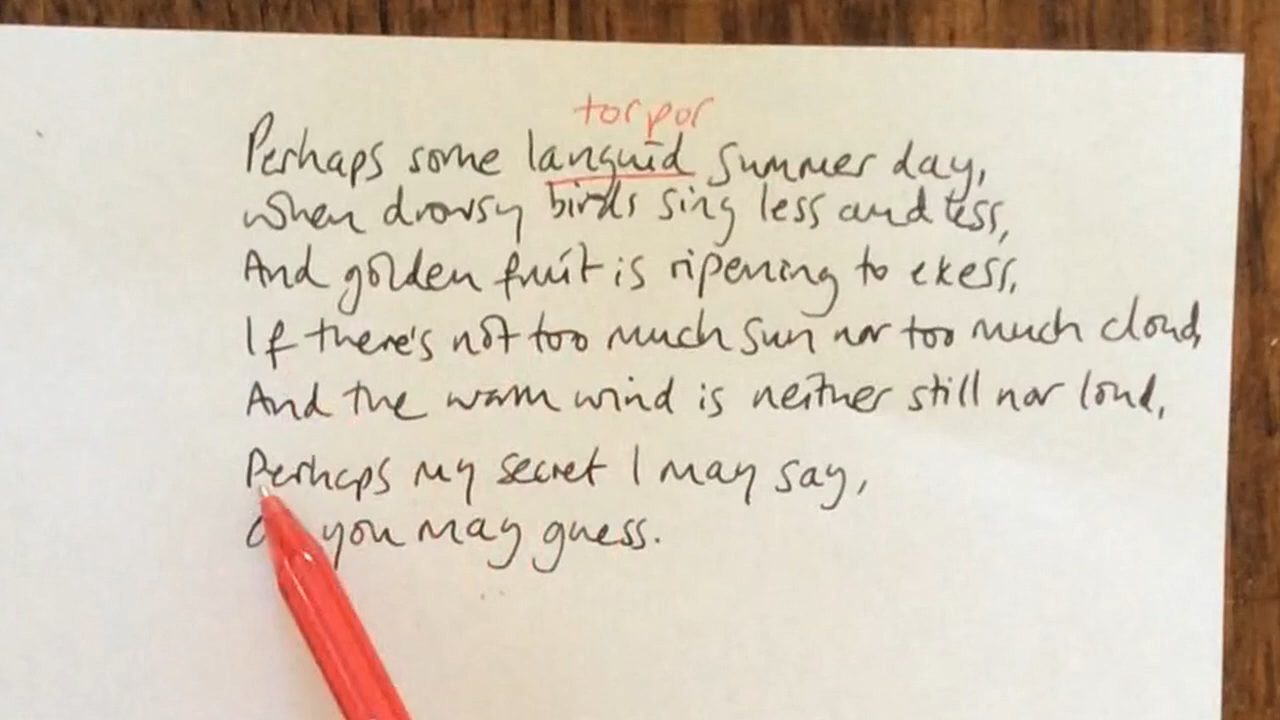 torpor
Perhaps some languid summer day,
when drowsy birds sing less and less,
And golden fruit is ripening to excess,
If there's not too much sun nor too much cloud,
And the warm wind is neither still nor loud,
Perhaps my secret I may say,
you may guess.